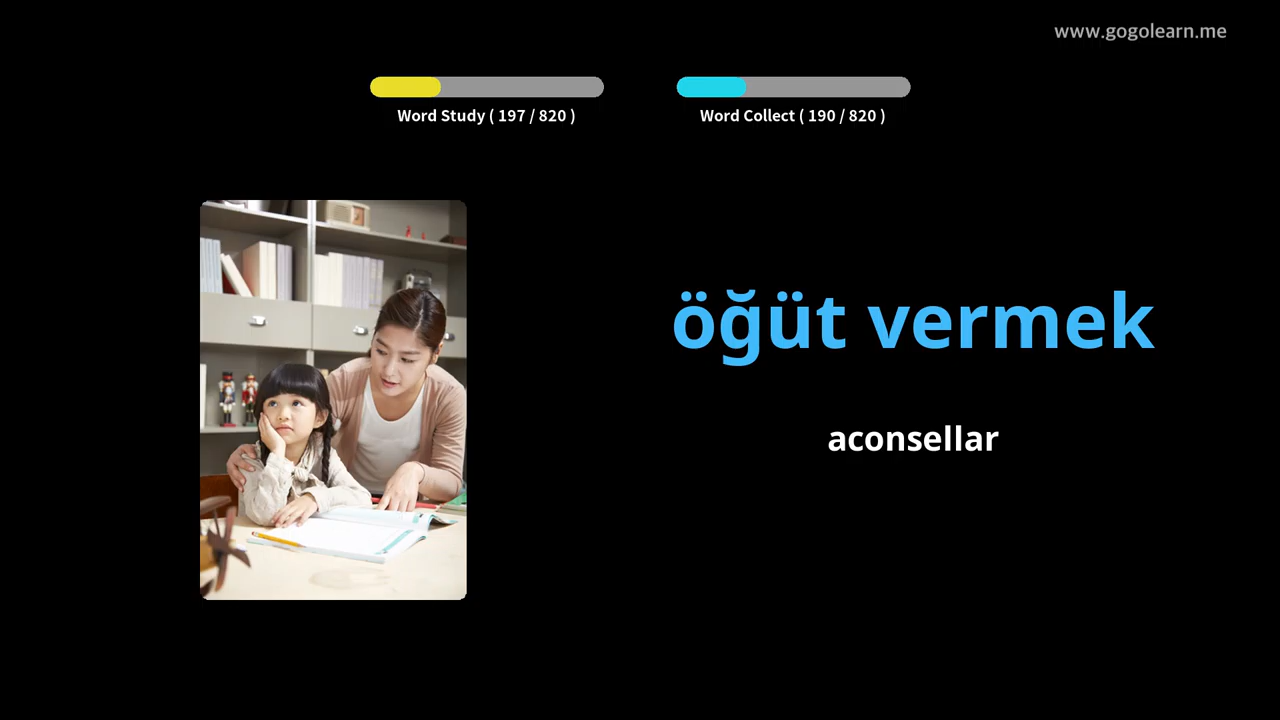 www.gogolearn.me
Word Study ( 197 / 820 )
Word Collect ( 190 / 820 )
öğüt vermek
aconsellar